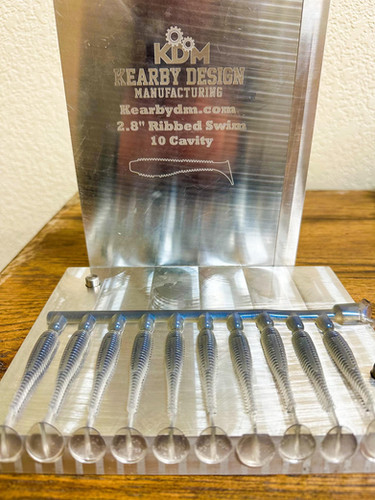 KDM
KEARBY DESIGN
MANUFACTURING
Kearbydm.com
2.8" Ribbed Swim
10 Cavity